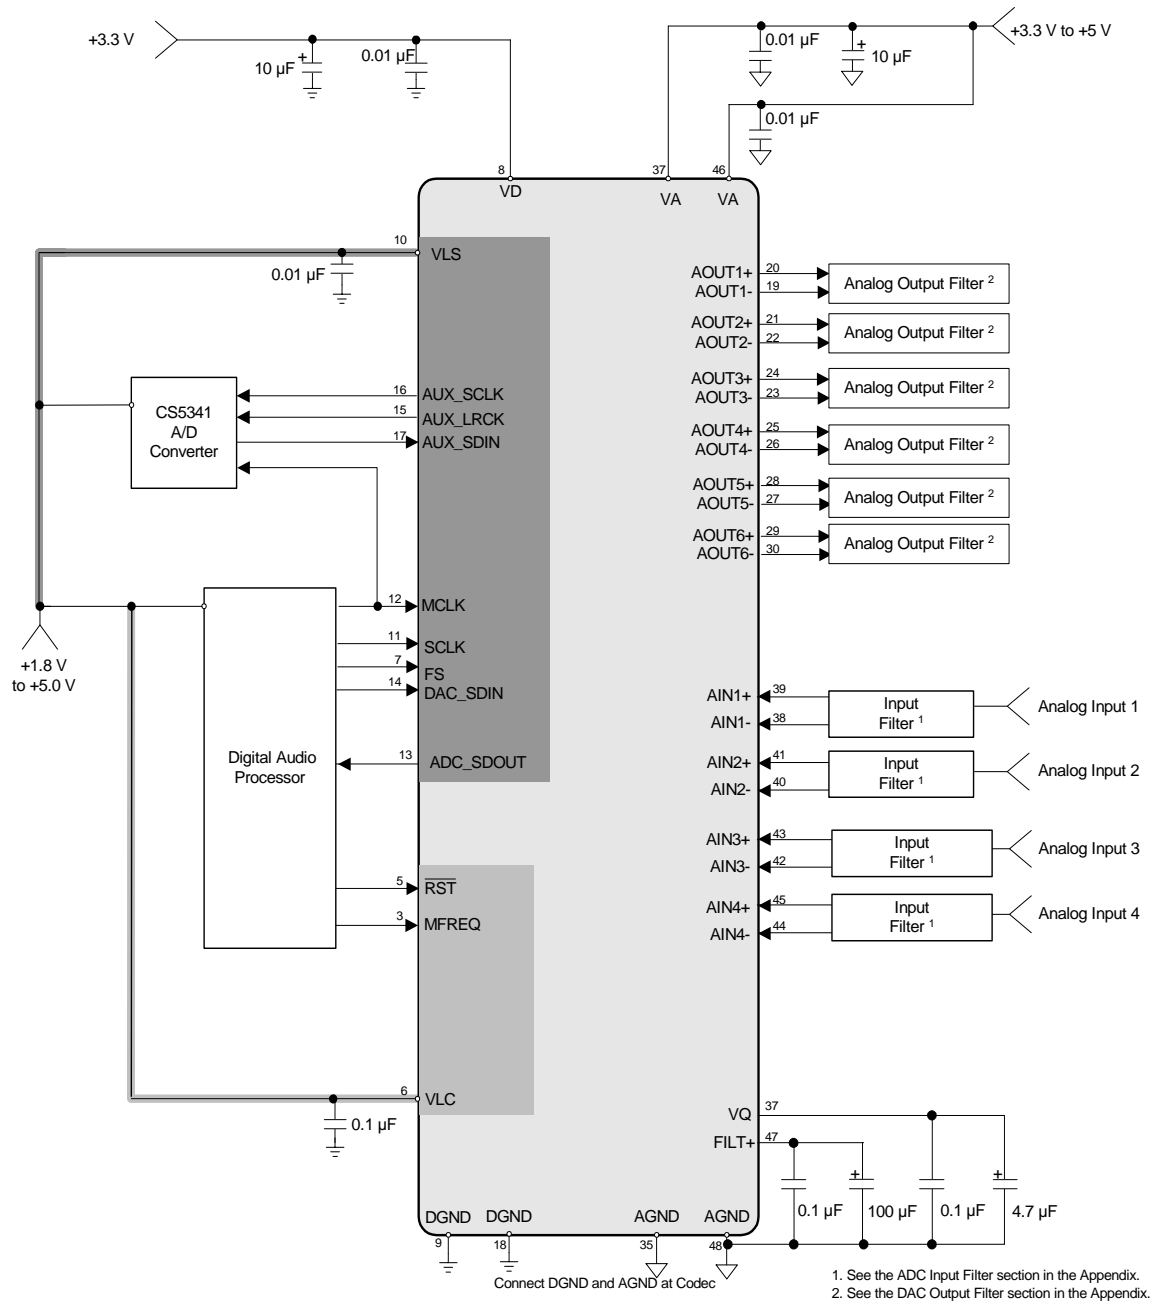 +3.3 V
10 µF
+
0.01 µF
0.01 µF
+
10 µF
+3.3 V to +5 V
0.01 µF
8
VD
37
VA
46
VA
10
VLS
0.01 µF
AOUT1+ 20
AOUT1- 19
Analog Output Filter 2
AOUT2+ 21
AOUT2- 22
Analog Output Filter 2
AOUT3+ 24
AOUT3- 23
Analog Output Filter 2
AOUT4+ 25
AOUT4- 26
Analog Output Filter 2
AOUT5+ 28
AOUT5- 27
Analog Output Filter 2
AOUT6+ 29
AOUT6- 30
Analog Output Filter 2
CS5341
A/D
Converter
16 AUX_SCLK
15 AUX_LRCK
17 AUX_SDIN
12 MCLK
11 SCLK
7 FS
14 DAC_SDIN
13 ADC_SDOUT
+1.8 V
to +5.0 V
Digital Audio
Processor
5 RST
3 MFREQ
6 VLC
0.1 µF
AIN1+ 39
AIN1- 38
Input
Filter 1
Analog Input 1
AIN2+ 41
AIN2- 40
Input
Filter 1
Analog Input 2
AIN3+ 43
AIN3- 42
Input
Filter 1
Analog Input 3
AIN4+ 45
AIN4- 44
Input
Filter 1
Analog Input 4
VQ 37
FILT+ 47
+
+
0.1 µF
100 µF
0.1 µF
4.7 µF
DGND
DGND
AGND
AGND
9
18
35
48
Connect DGND and AGND at Codec
1. See the ADC Input Filter section in the Appendix.
2. See the DAC Output Filter section in the Appendix.